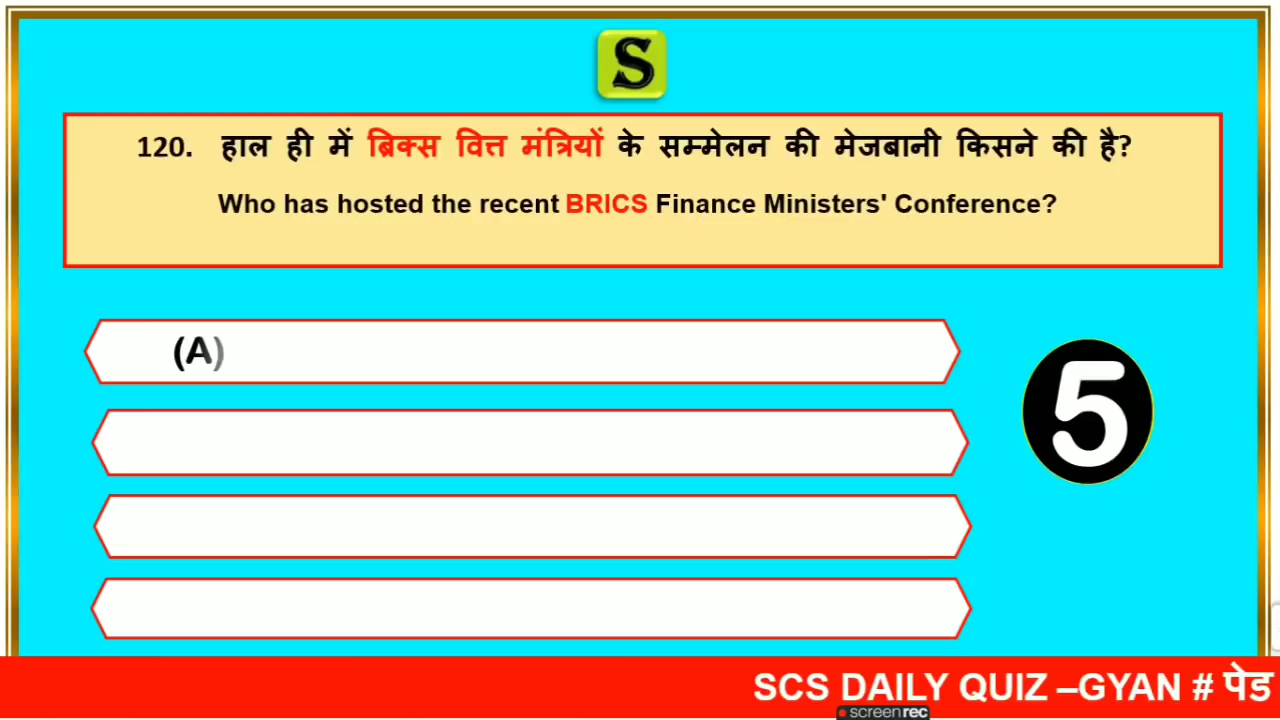 S
120. हाल ही में ब्रिक्स वित्त मंत्रियों के सम्मेलन की मेजबानी किसने की है?
Who has hosted the recent BRICS Finance Ministers' Conference?
(A)
5
SCS DAILY QUIZ –GYAN # पेड
screenrec